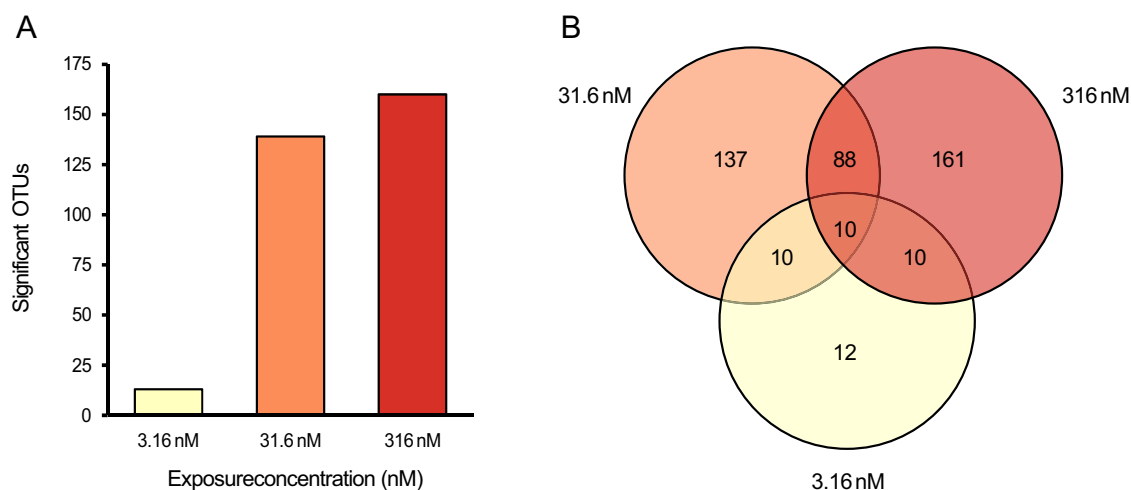 A
Significant OTUs
175
150
125
100
75
50
25
0
3.16 nM
31.6 nM
316 nM
Exposureconcentration (nM)
B
31.6 nM
316 nM
137
88
161
10
10
10
12
3.16 nM